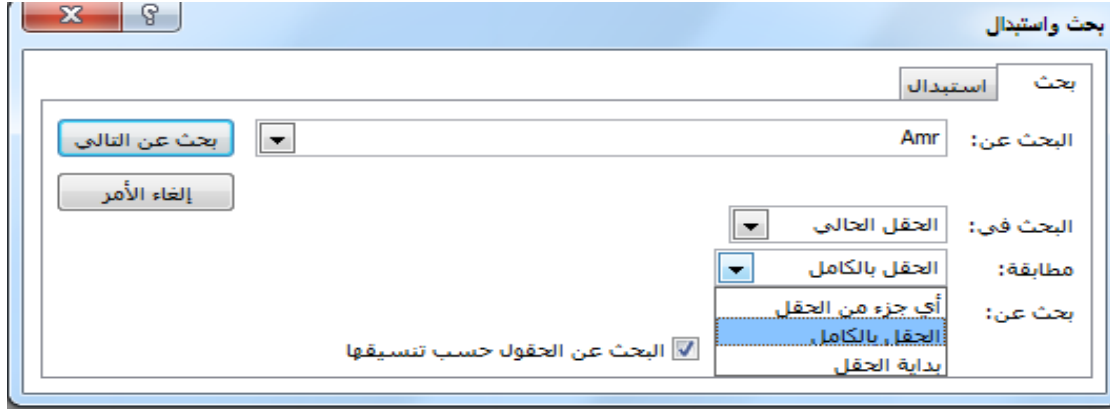 بحث واستبدال
بحث
استبدال
البحث عن: Amr
بحث عن التالي
إلغاء الأمر
البحث في: الحقل الحالي
مطابقة: الحقل بالكامل
أي جزء من الحقل
بحث عن:
الحقل بالكامل
البحث عن الحقول حسب تنسيقها
بداية الحقل